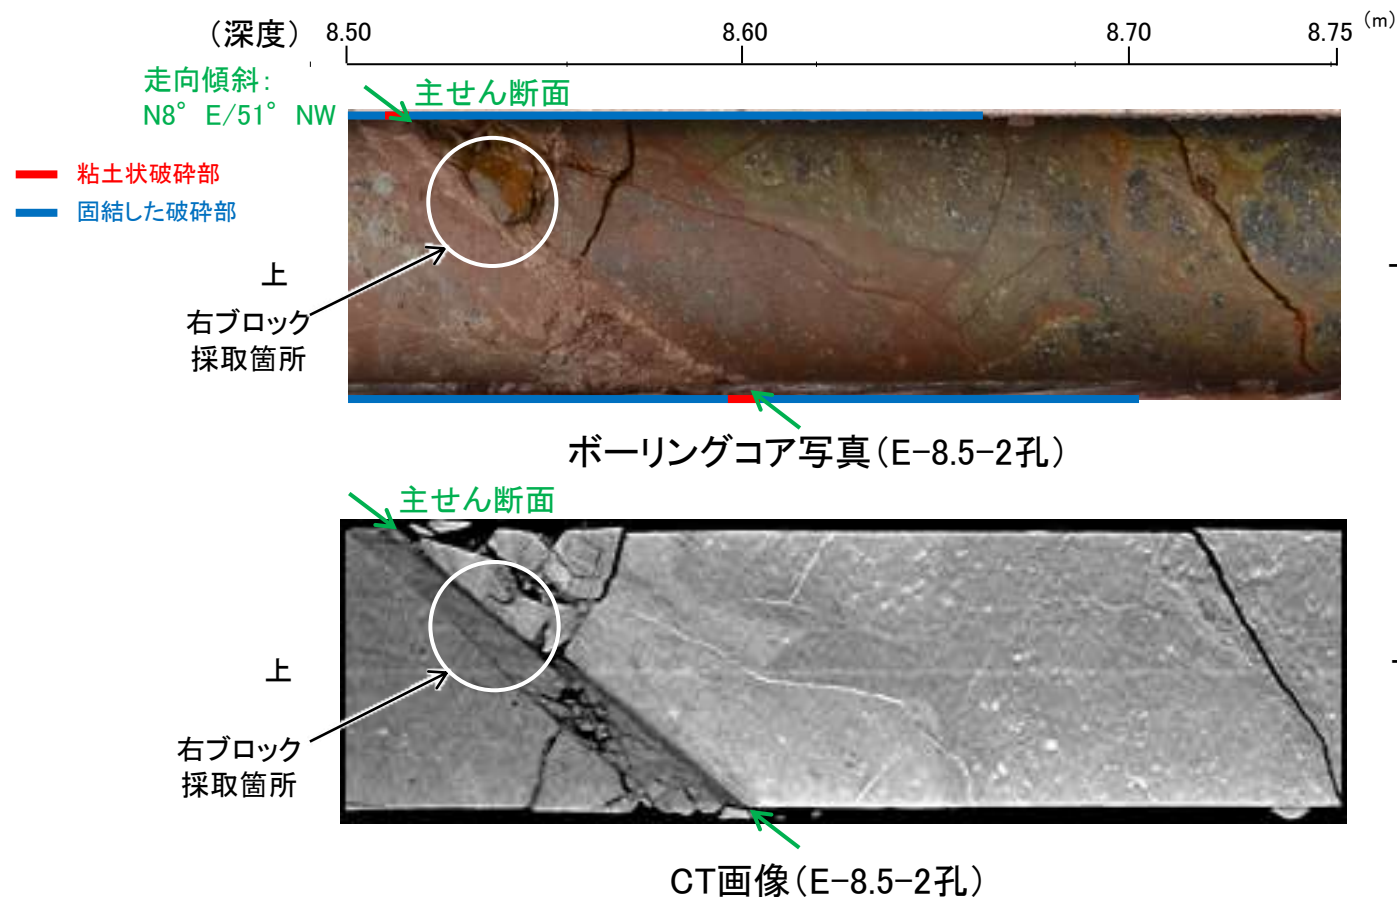 （深度） 8.50 8.60 8.70 8.75 （m）
走向傾斜：
N8° E/51° NW
主せん断面
粘土状破砕部
固結した破砕部
上
右ブロック
採取箇所
ボーリングコア写真（E-8.5-2孔）
主せん断面
上
右ブロック
採取箇所
CT画像（E-8.5-2孔）